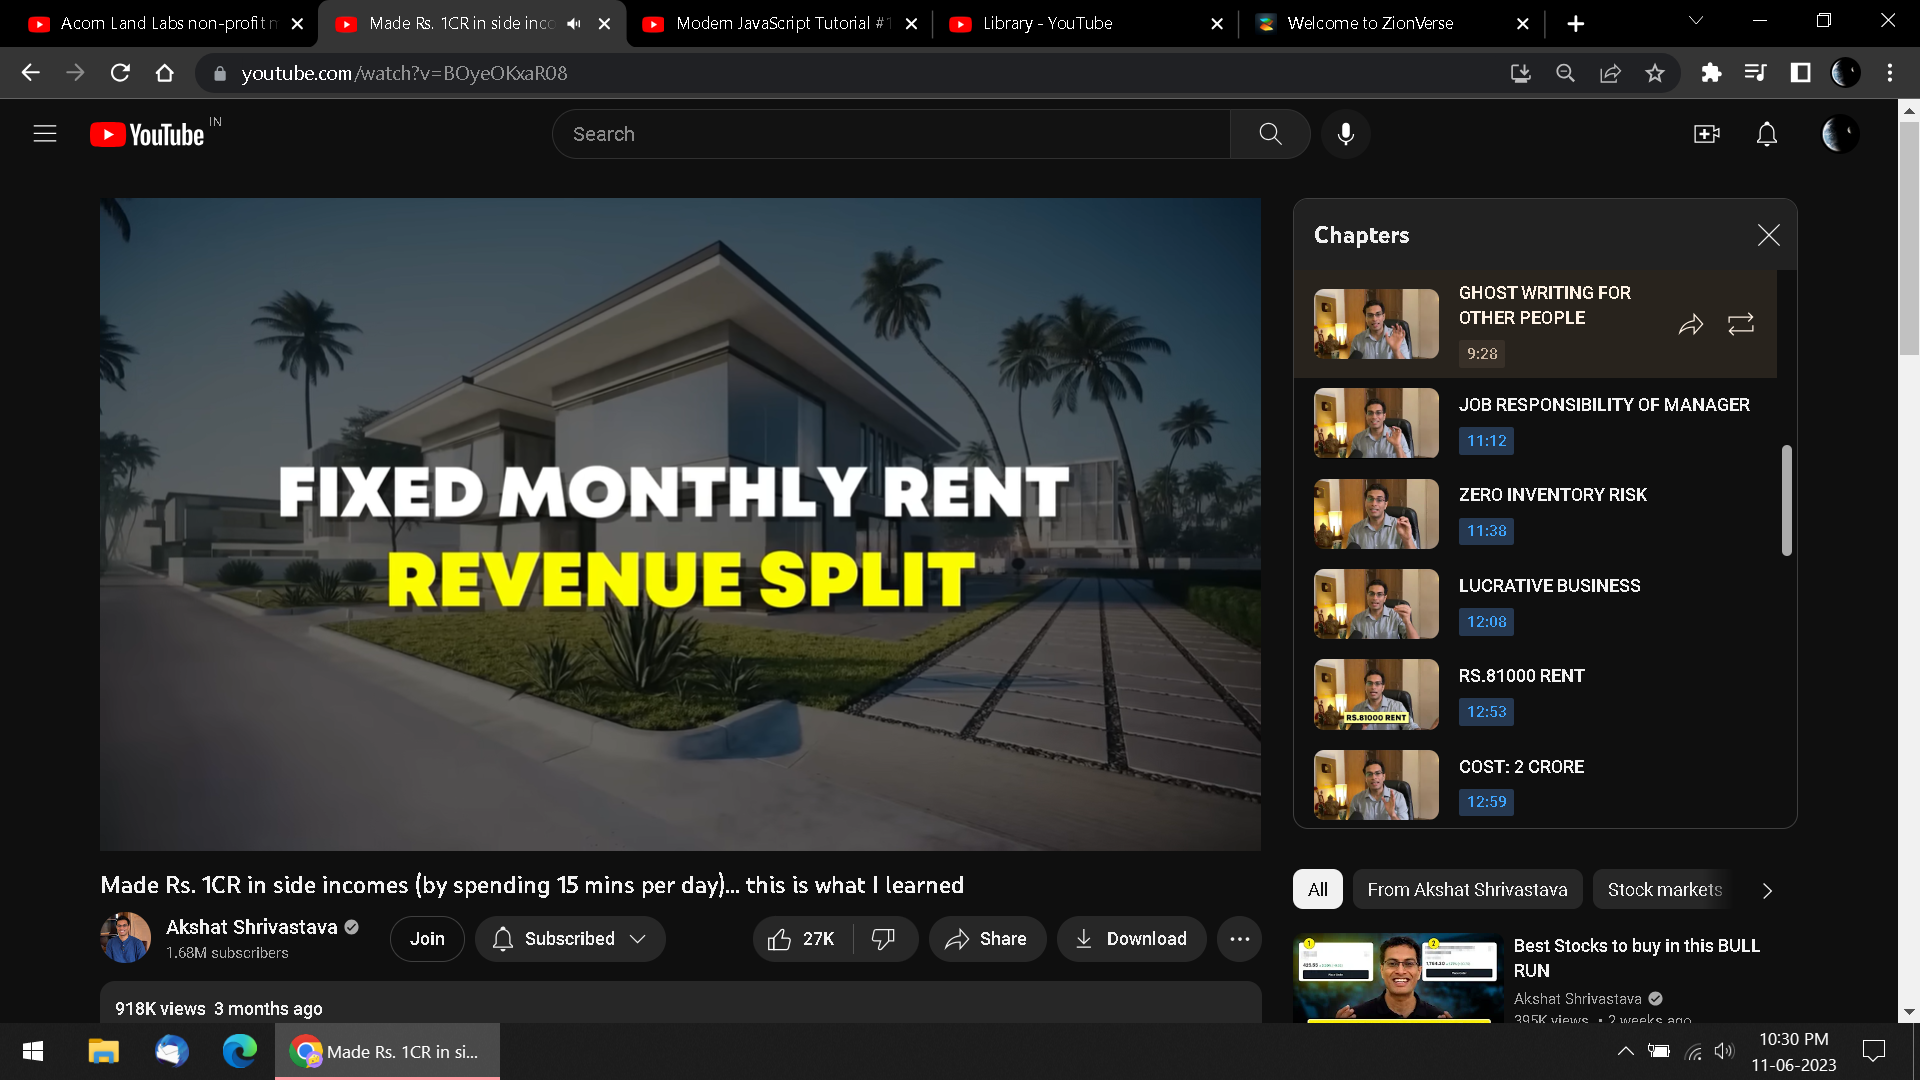 Acorn Land Labs non-profit
Made Rs. 1CR in side inco
Modern JavaScript Tutorial #1
Library - YouTube
Welcome to ZionVerse
youtube.com/watch?v=BOyeOKxaR08
YouTube IN
Search
FIXED MONTHLY RENT
REVENUE SPLIT
Chapters
GHOST WRITING FOR
OTHER PEOPLE
9:28
JOB RESPONSIBILITY OF MANAGER
11:12
ZERO INVENTORY RISK
11:38
LUCRATIVE BUSINESS
12:08
RS.81000 RENT
RS.81000 RENT
12:53
COST: 2 CRORE
12:59
Made Rs. 1CR in side incomes (by spending 15 mins per day)... this is what I learned
Akshat Shrivastava
1.68M subscribers
Join
Subscribed
27K
Share
Download
918K views 3 months ago
All
From Akshat Shrivastava
Stock markets
1
2
Best Stocks to buy in this BULL
RUN
Akshat Shrivastava
395K views • 2 weeks ago
Made Rs. 1CR in si...
10:30 PM
11-06-2023